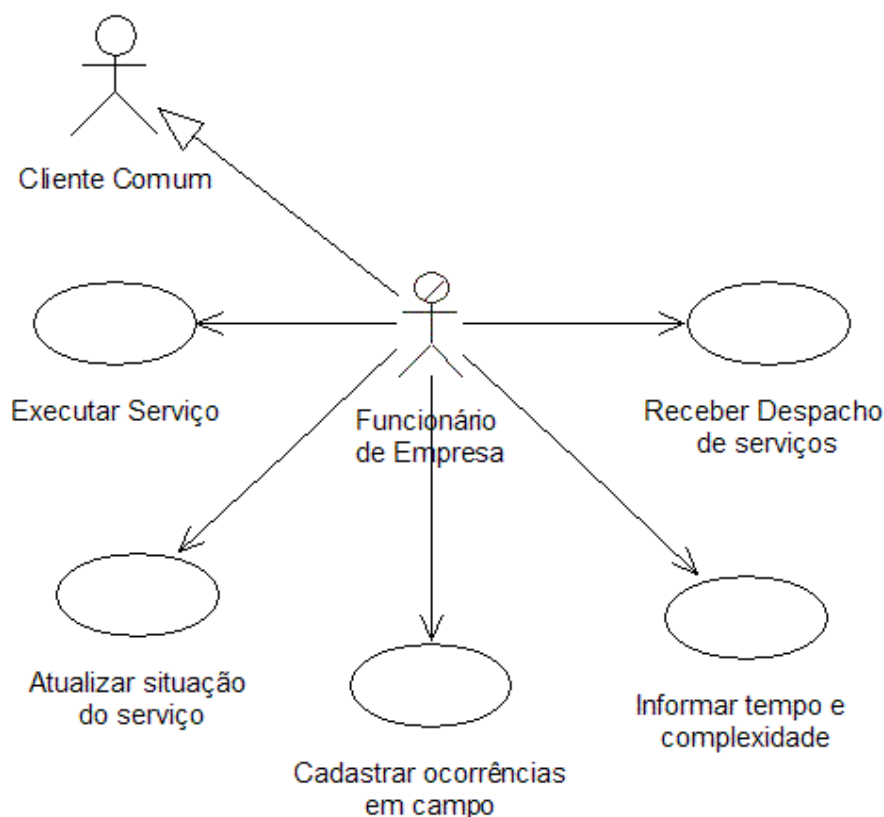 Cliente Comum
Executar Serviço
Funcionário
de Empresa
Receber Despacho
de serviços
Atualizar situação
do serviço
Cadastrar ocorrências
em campo
Informar tempo e
complexidade